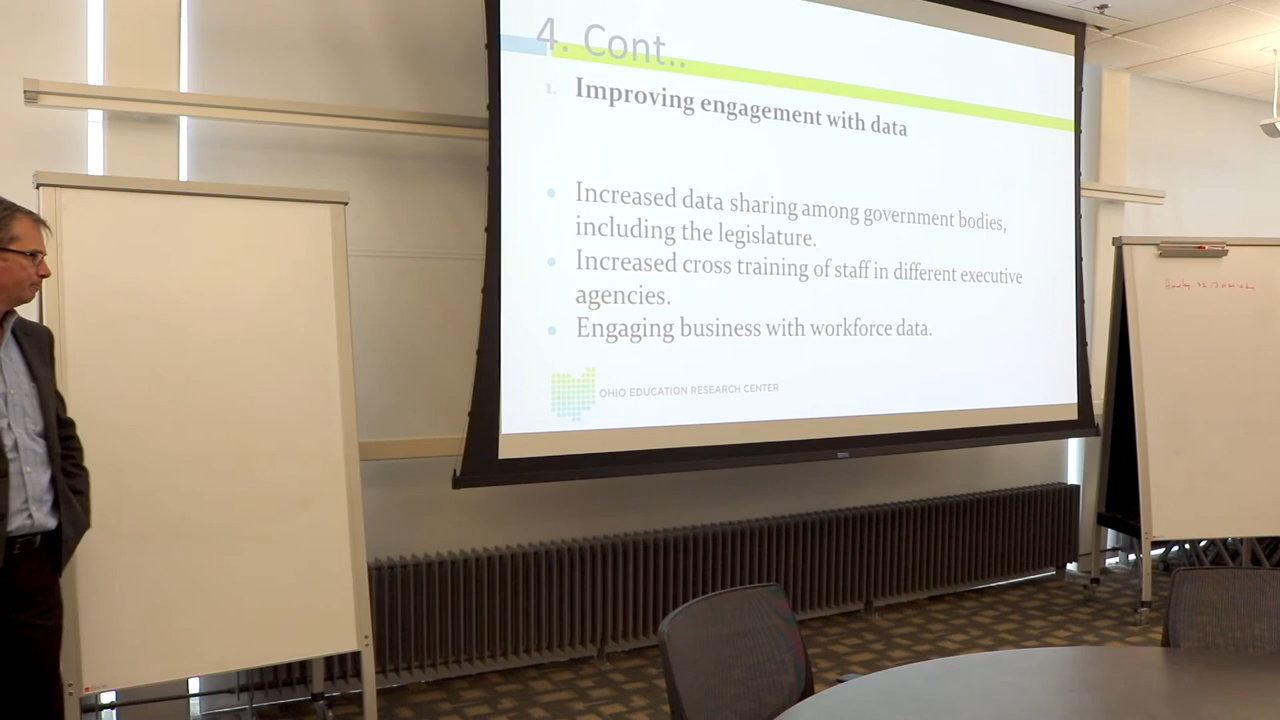 4. Cont..
1. Improving engagement with data
• Increased data sharing among government bodies,
including the legislature.
• Increased cross training of staff in different executive
agencies.
• Engaging business with workforce data.
OHIO EDUCATION RESEARCH CENTER